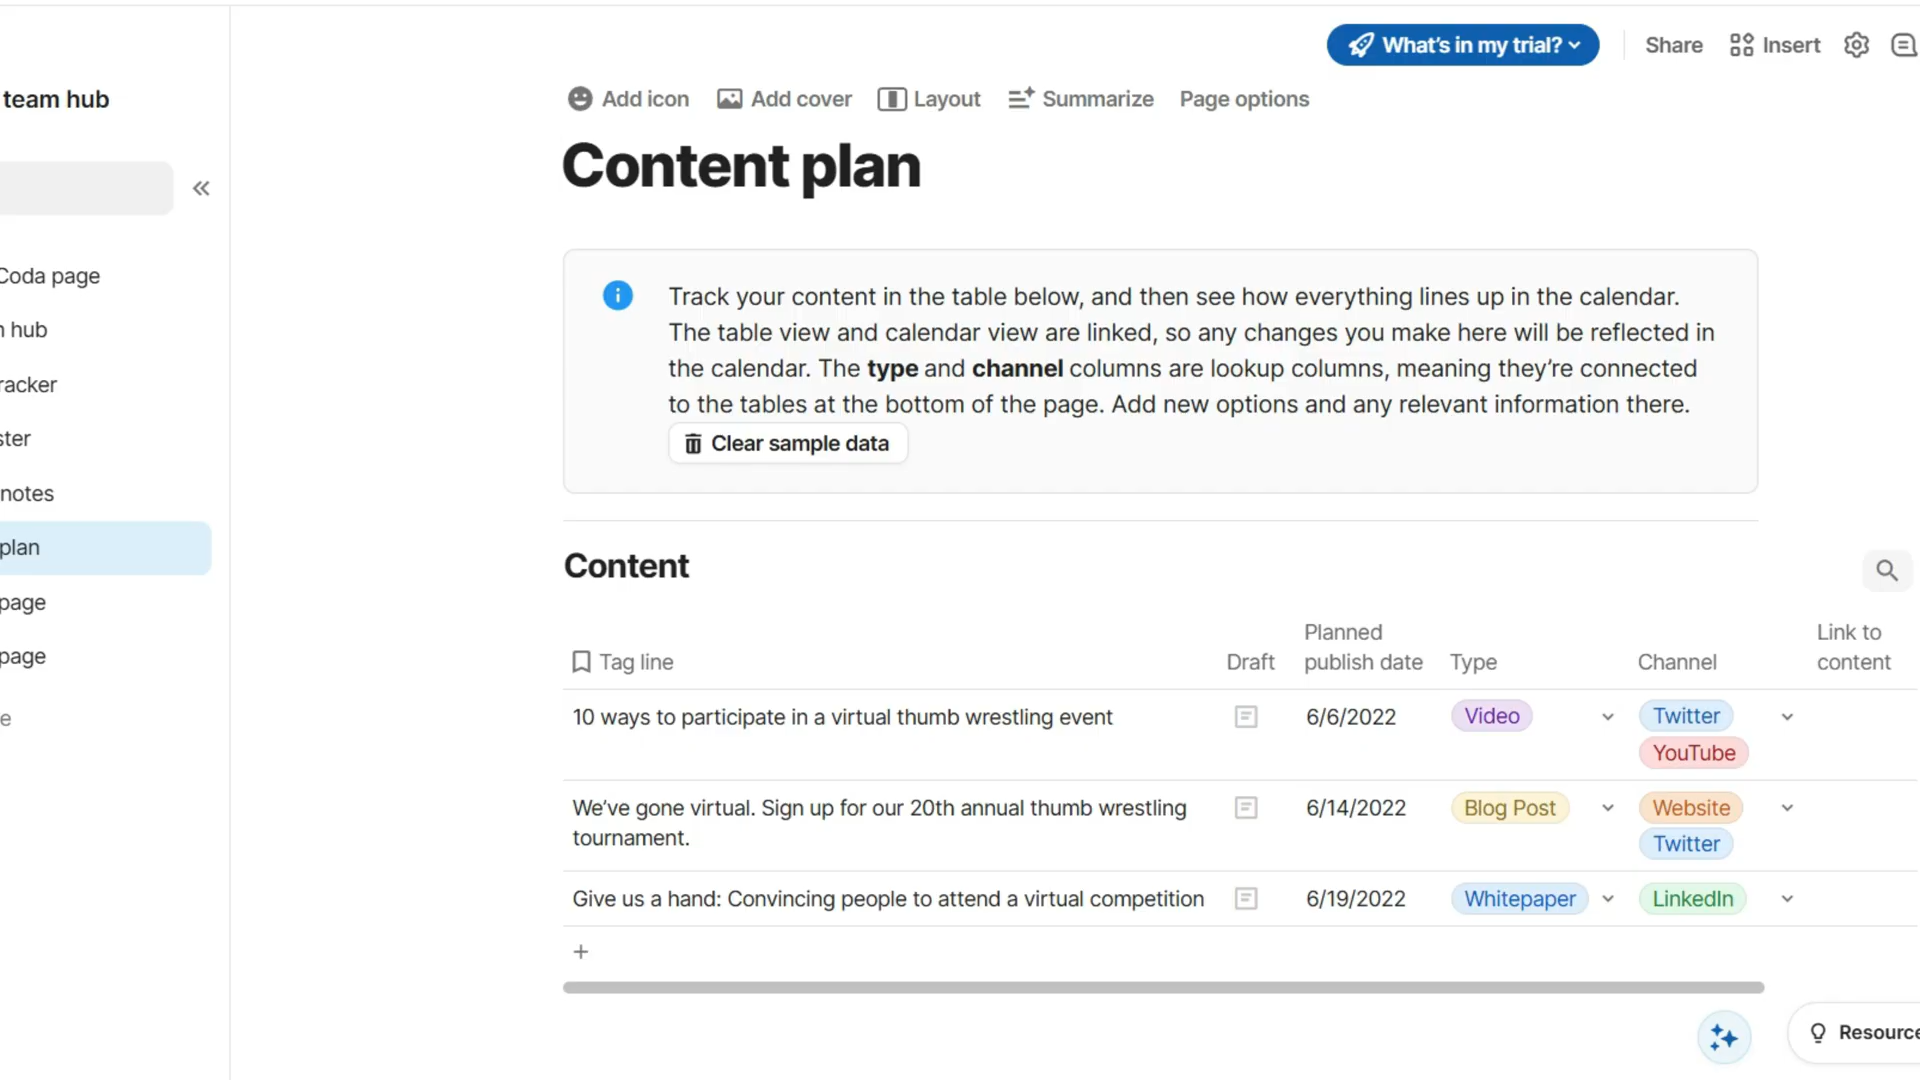 What's in my trial?
Share
Insert
team hub
Add icon
Add cover
Layout
Summarize
Page options
Content plan
Coda page
hub
racker
ster
notes
plan
page
page
e
Track your content in the table below, and then see how everything lines up in the calendar.
The table view and calendar view are linked, so any changes you make here will be reflected in
the calendar. The type and channel columns are lookup columns, meaning they’re connected
to the tables at the bottom of the page. Add new options and any relevant information there.
Clear sample data
Content
Tag line
Draft
Planned
publish date
Type
Channel
Link to
content
10 ways to participate in a virtual thumb wrestling event
6/6/2022
Video
Twitter
YouTube
We’ve gone virtual. Sign up for our 20th annual thumb wrestling
tournament.
6/14/2022
Blog Post
Website
Twitter
Give us a hand: Convincing people to attend a virtual competition
6/19/2022
Whitepaper
LinkedIn
Resource